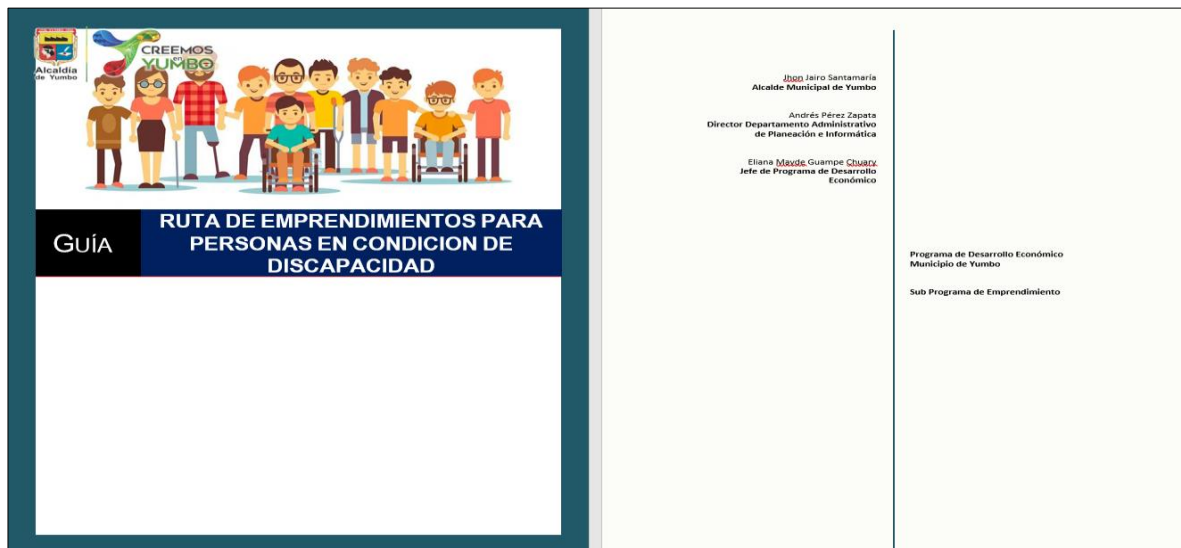 Alcaldía
de Yumbo
CREEMOS
en
YUMBO
GUÍA
RUTA DE EMPRENDIMIENTOS PARA
PERSONAS EN CONDICION DE
DISCAPACIDAD
Jhon Jairo Santamaría
Alcalde Municipal de Yumbo
Andrés Pérez Zapata
Director Departamento Administrativo
de Planeación e Informática
Eliana Mayde Guampe Chuary
Jefe de Programa de Desarrollo
Económico
Programa de Desarrollo Económico
Municipio de Yumbo
Sub Programa de Emprendimiento